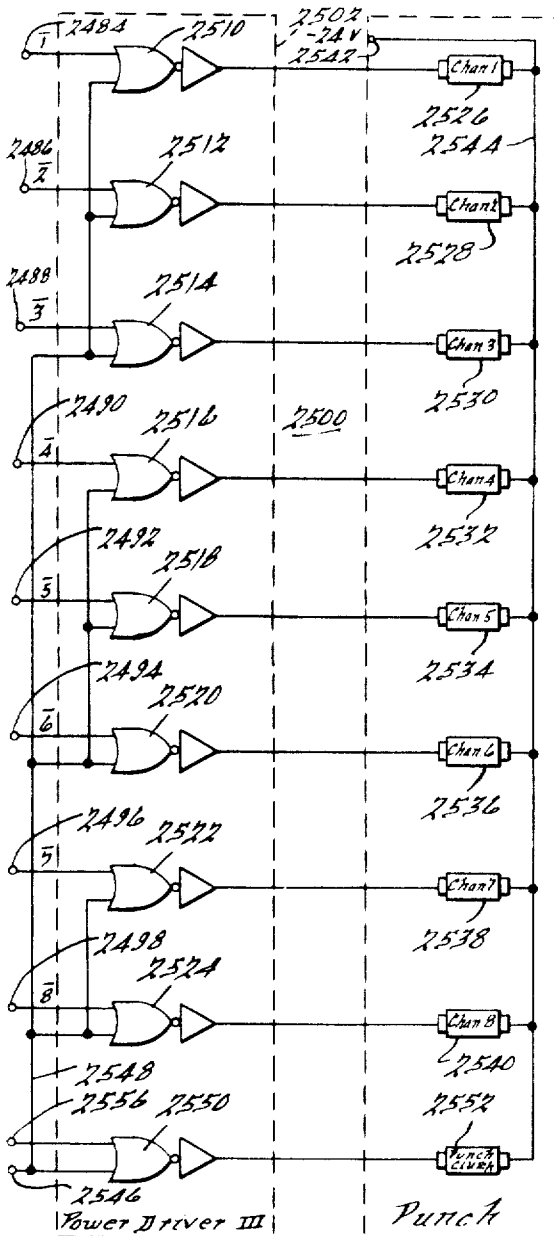 2484 2510 2502
1̅ -24 V
2542
Chan 1
2526
2544
2486 2512
2̅
Chan 2
2528
2488 2514
3̅
Chan 3
2530
2490 2516 2500
4̅
Chan 4
2532
2492 2518
5̅
Chan 5
2534
2494 2520
6̅
Chan 6
2536
2496 2522
5̅
Chan 7
2538
2498 2524
8̅
Chan 8
2540
2548
2556 2550 2552
Punch
Clutch
2546
Power Driver III Punch